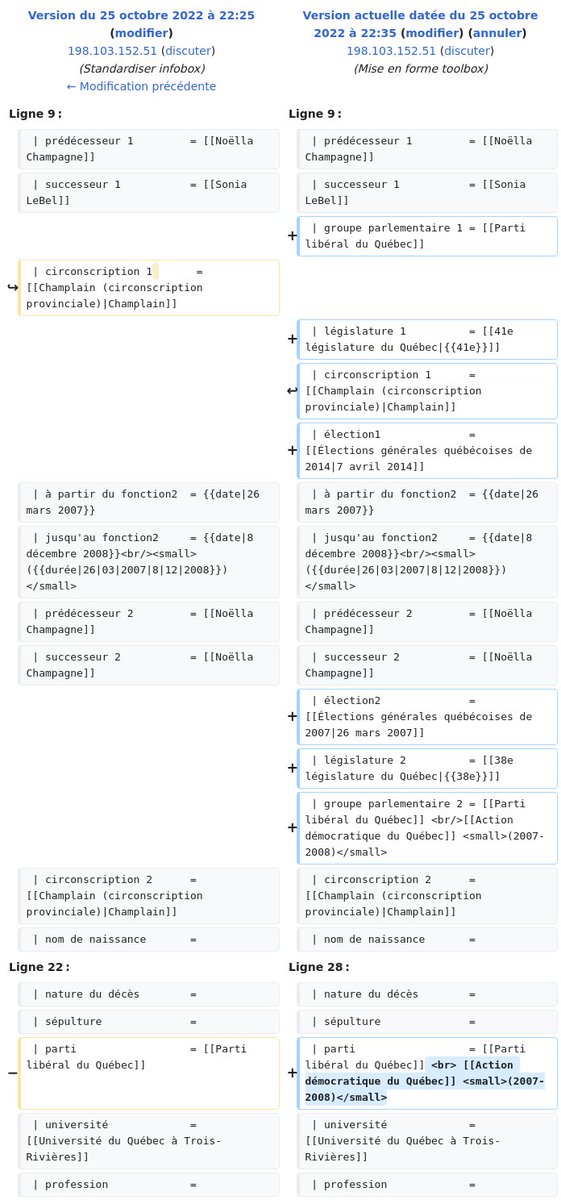 Version du 25 octobre 2022 à 22:25
(modifier)
198.103.152.51 (discuter)
(Standardiser infobox)
← Modification précédente
Version actuelle datée du 25 octobre
2022 à 22:35 (modifier) (annuler)
198.103.152.51 (discuter)
(Mise en forme toolbox)
Ligne 9 :
Ligne 9 :
| prédécesseur 1 = [[Noëlla
Champagne]]
| prédécesseur 1 = [[Noëlla
Champagne]]
| successeur 1 = [[Sonia
LeBel]]
| successeur 1 = [[Sonia
LeBel]]
+
| groupe parlementaire 1 = [[Parti
libéral du Québec]]
↪
| circonscription 1 =
[[Champlain (circonscription
provinciale)|Champlain]]
+
| législature 1 = [[41e
législature du Québec|{{41e}}]]
↩
| circonscription 1 =
[[Champlain (circonscription
provinciale)|Champlain]]
+
| élection1 =
[[Élections générales québécoises de
2014|7 avril 2014]]
| à partir du fonction2 = {{date|26
mars 2007}}
| à partir du fonction2 = {{date|26
mars 2007}}
| jusqu'au fonction2 = {{date|8
décembre 2008}}<br/><small>
({{durée|26|03|2007|8|12|2008}})
</small>
| jusqu'au fonction2 = {{date|8
décembre 2008}}<br/><small>
({{durée|26|03|2007|8|12|2008}})
</small>
| prédécesseur 2 = [[Noëlla
Champagne]]
| prédécesseur 2 = [[Noëlla
Champagne]]
| successeur 2 = [[Noëlla
Champagne]]
| successeur 2 = [[Noëlla
Champagne]]
+
| élection2 =
[[Élections générales québécoises de
2007|26 mars 2007]]
+
| législature 2 = [[38e
législature du Québec|{{38e}}]]
+
| groupe parlementaire 2 = [[Parti
libéral du Québec]] <br/>[[Action
démocratique du Québec]] <small>(2007-
2008)</small>
| circonscription 2 =
[[Champlain (circonscription
provinciale)|Champlain]]
| circonscription 2 =
[[Champlain (circonscription
provinciale)|Champlain]]
| nom de naissance =
| nom de naissance =
Ligne 22 :
Ligne 28 :
| nature du décès =
| nature du décès =
| sépulture =
| sépulture =
−
| parti = [[Parti
libéral du Québec]]
+
| parti = [[Parti
libéral du Québec]] <br> [[Action
démocratique du Québec]] <small>(2007-
2008)</small>
| université =
[[Université du Québec à Trois-
Rivières]]
| université =
[[Université du Québec à Trois-
Rivières]]
| profession =
| profession =